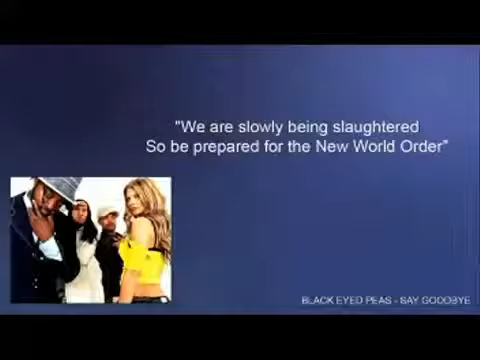 "We are slowly being slaughtered
So be prepared for the New World Order"
BLACK EYED PEAS - SAY GOODBYE